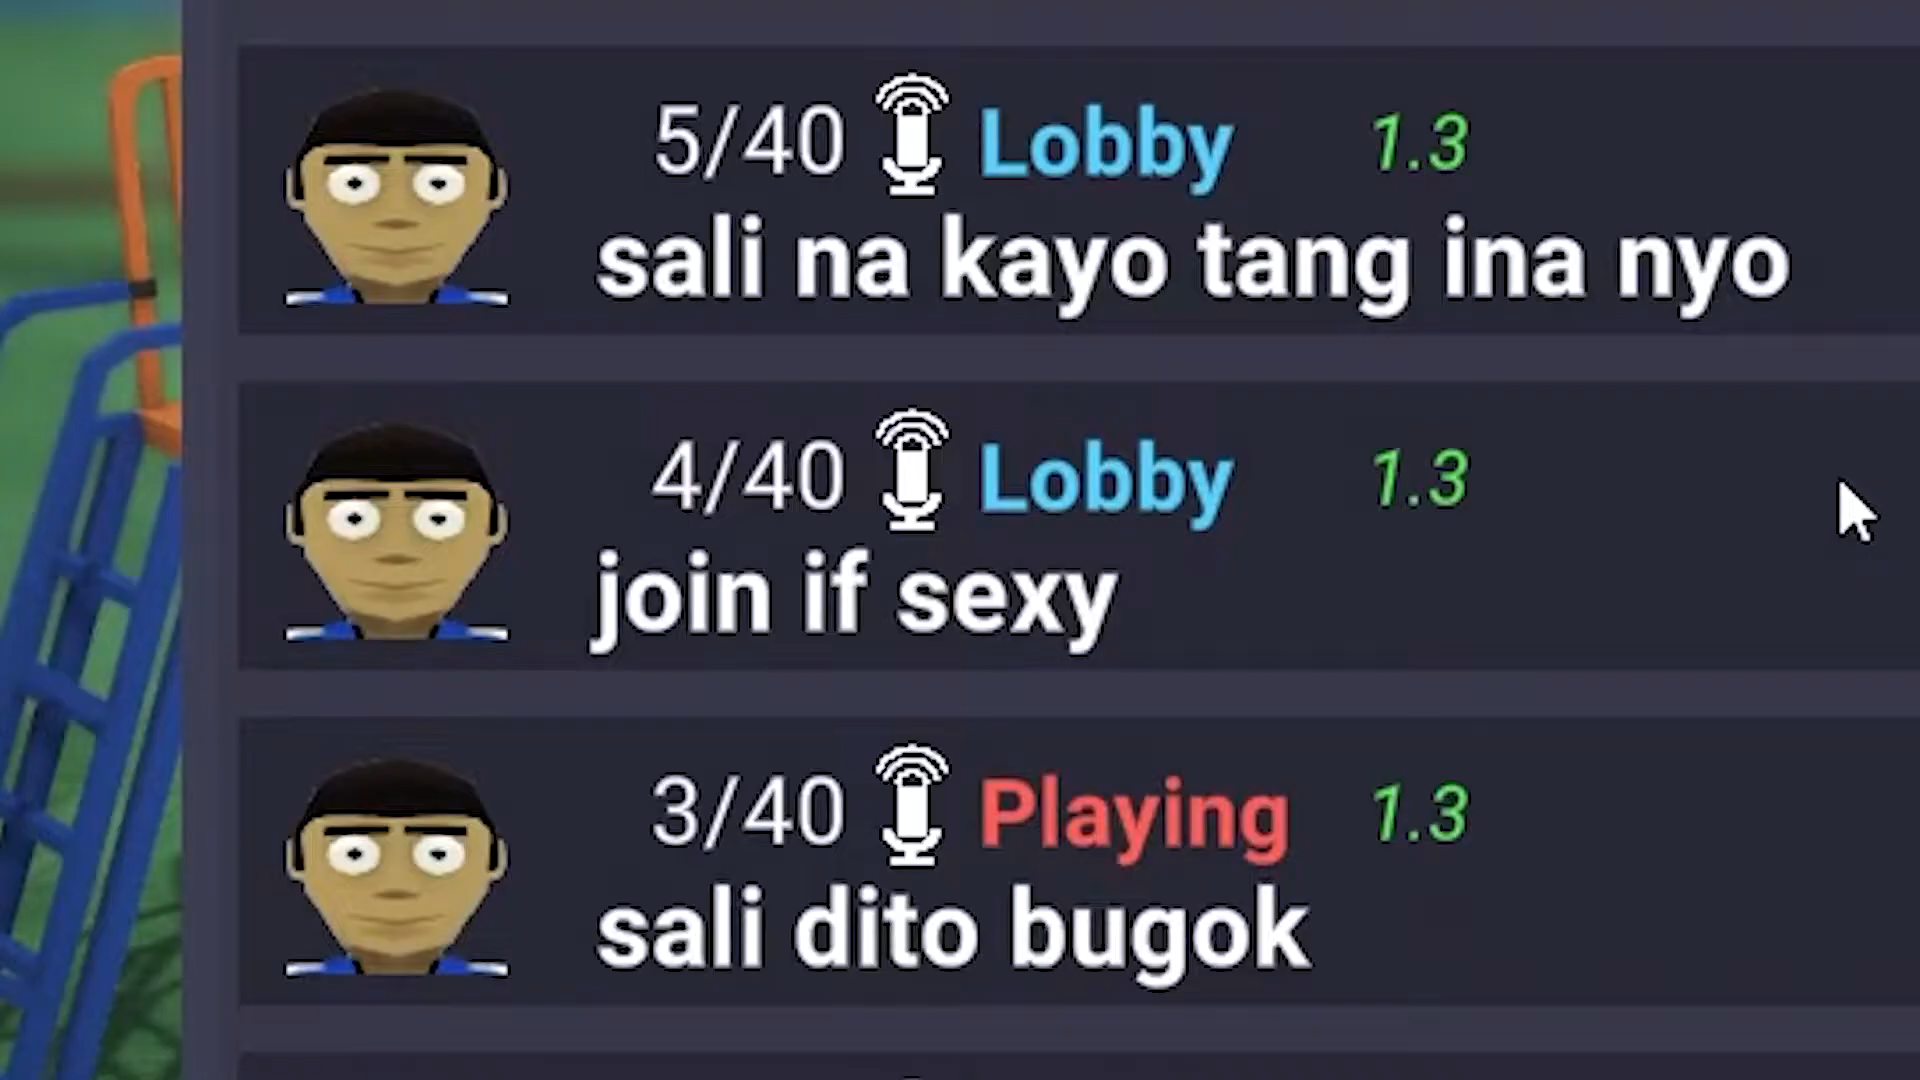 5/40 Lobby 1.3
sali na kayo tang ina nyo
4/40 Lobby 1.3
join if sexy
3/40 Playing 1.3
sali dito bugok